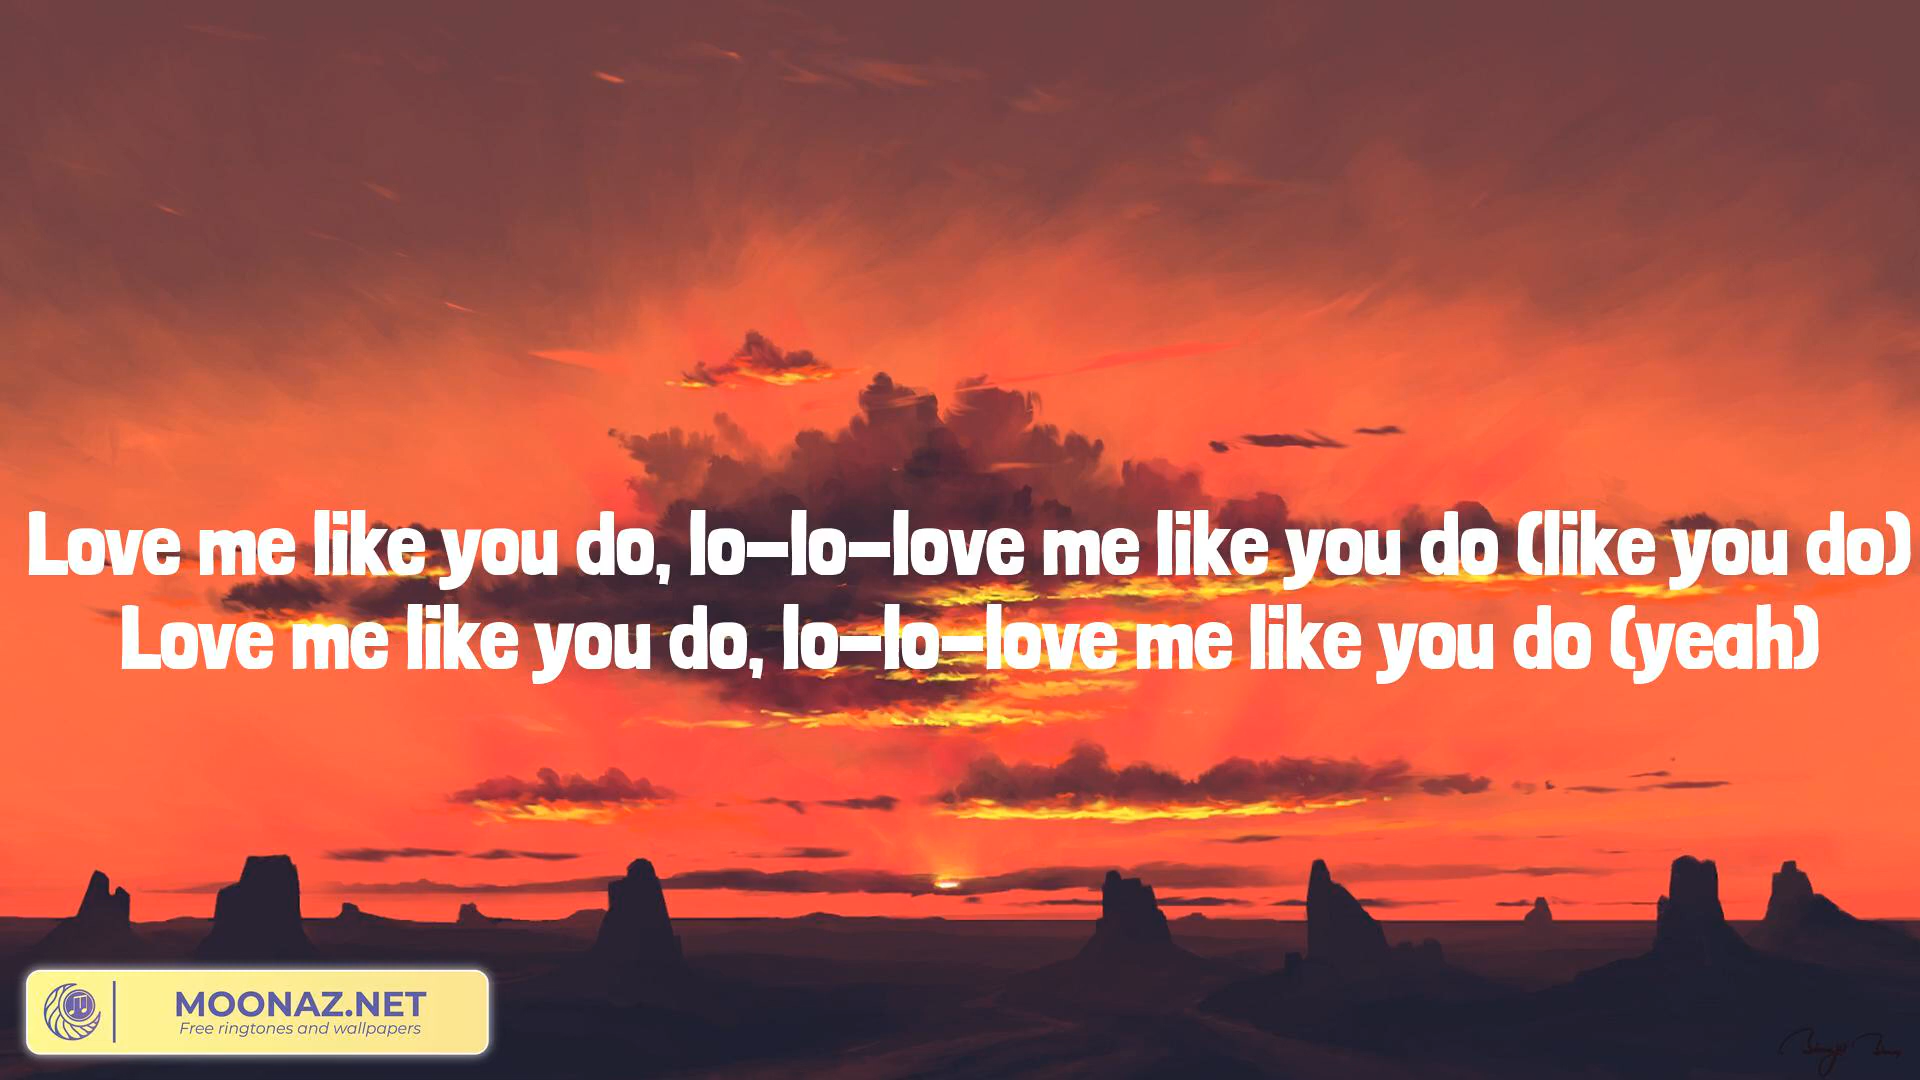 Love me like you do, lo-lo-love me like you do (like you do)
Love me like you do, lo-lo-love me like you do (yeah)
MOONAZ.NET
Free ringtones and wallpapers